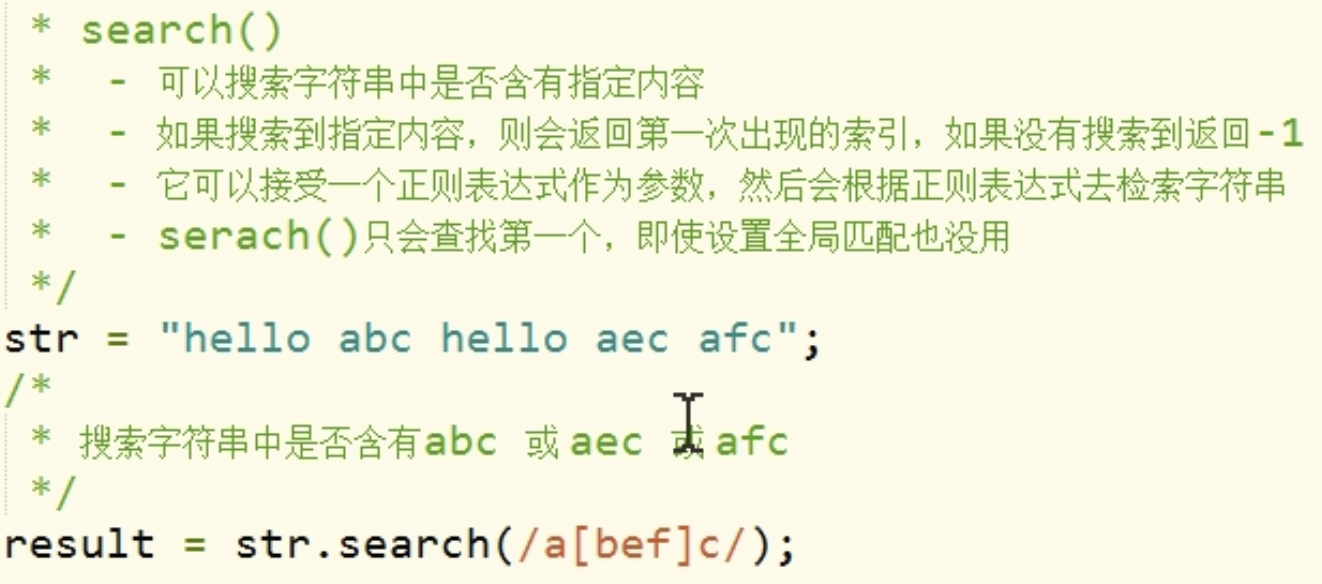 * search()
*  - 可以搜索字符串中是否含有指定内容
*  - 如果搜索到指定内容，则会返回第一次出现的索引，如果没有搜索到返回-1
*  - 它可以接受一个正则表达式作为参数，然后会根据正则表达式去检索字符串
*  - serach()只会查找第一个，即使设置全局匹配也没用
*/
str = "hello abc hello aec afc";
/*
* 搜索字符串中是否含有abc 或 aec 或 afc
*/
result = str.search(/a[bef]c/);